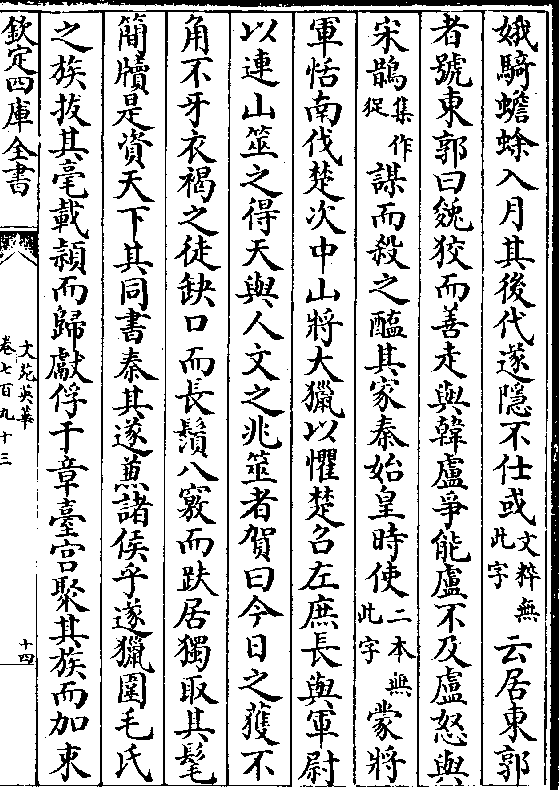 娥騎蟾蜍入月其後代遂隱不仕或文粹無此字云居東郭
者號東郭曰㕙狡而善走與韓盧爭能盧不及盧怒與
宋鵲集作㹱謀而殺之醢其家秦始皇時使二本無此字蒙將
軍恬南伐楚次中山將大獵以懼楚召左庶長與軍尉
以連山筮之得天與人文之兆筮者賀曰今日之獲不
角不牙衣褐之徒缺口而長鬚八竅而趺居獨取其髦
簡牘是資天下其同書秦其遂兼諸侯乎遂獵圍毛氏
之族拔其毫載穎而歸獻俘于章臺宮聚其族而加束
欽定四庫全書
文苑英華
卷七百九十三
十四